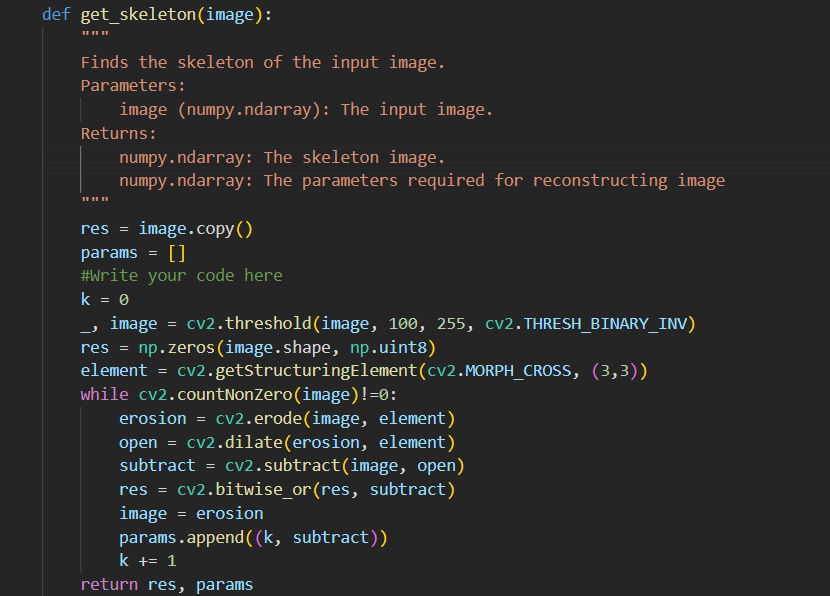 def get_skeleton(image):
    """
    Finds the skeleton of the input image.
    Parameters:
        image (numpy.ndarray): The input image.
    Returns:
        numpy.ndarray: The skeleton image.
        numpy.ndarray: The parameters required for reconstructing image
    """
    res = image.copy()
    params = []
    #Write your code here
    k = 0
    _, image = cv2.threshold(image, 100, 255, cv2.THRESH_BINARY_INV)
    res = np.zeros(image.shape, np.uint8)
    element = cv2.getStructuringElement(cv2.MORPH_CROSS, (3,3))
    while cv2.countNonZero(image)!=0:
        erosion = cv2.erode(image, element)
        open = cv2.dilate(erosion, element)
        subtract = cv2.subtract(image, open)
        res = cv2.bitwise_or(res, subtract)
        image = erosion
        params.append((k, subtract))
        k += 1
    return res, params